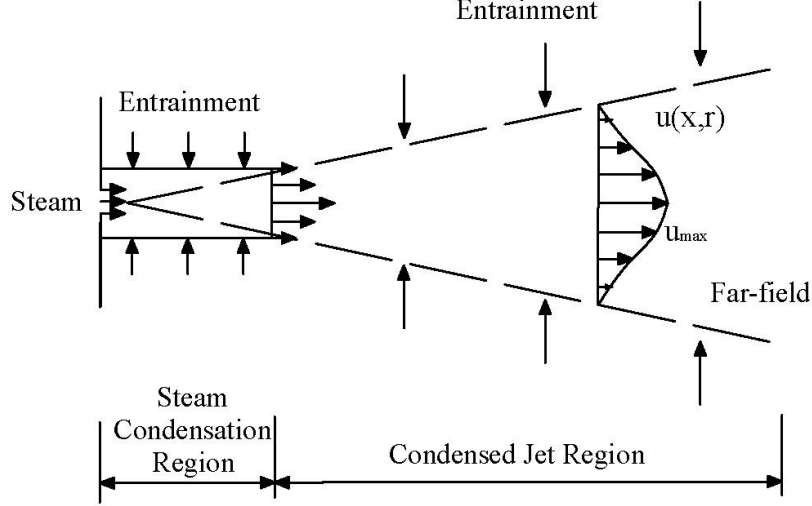 Entrainment
Entrainment
u(x,r)
Steam
umax
Far-field
Steam
Condensation
Region
Condensed Jet Region